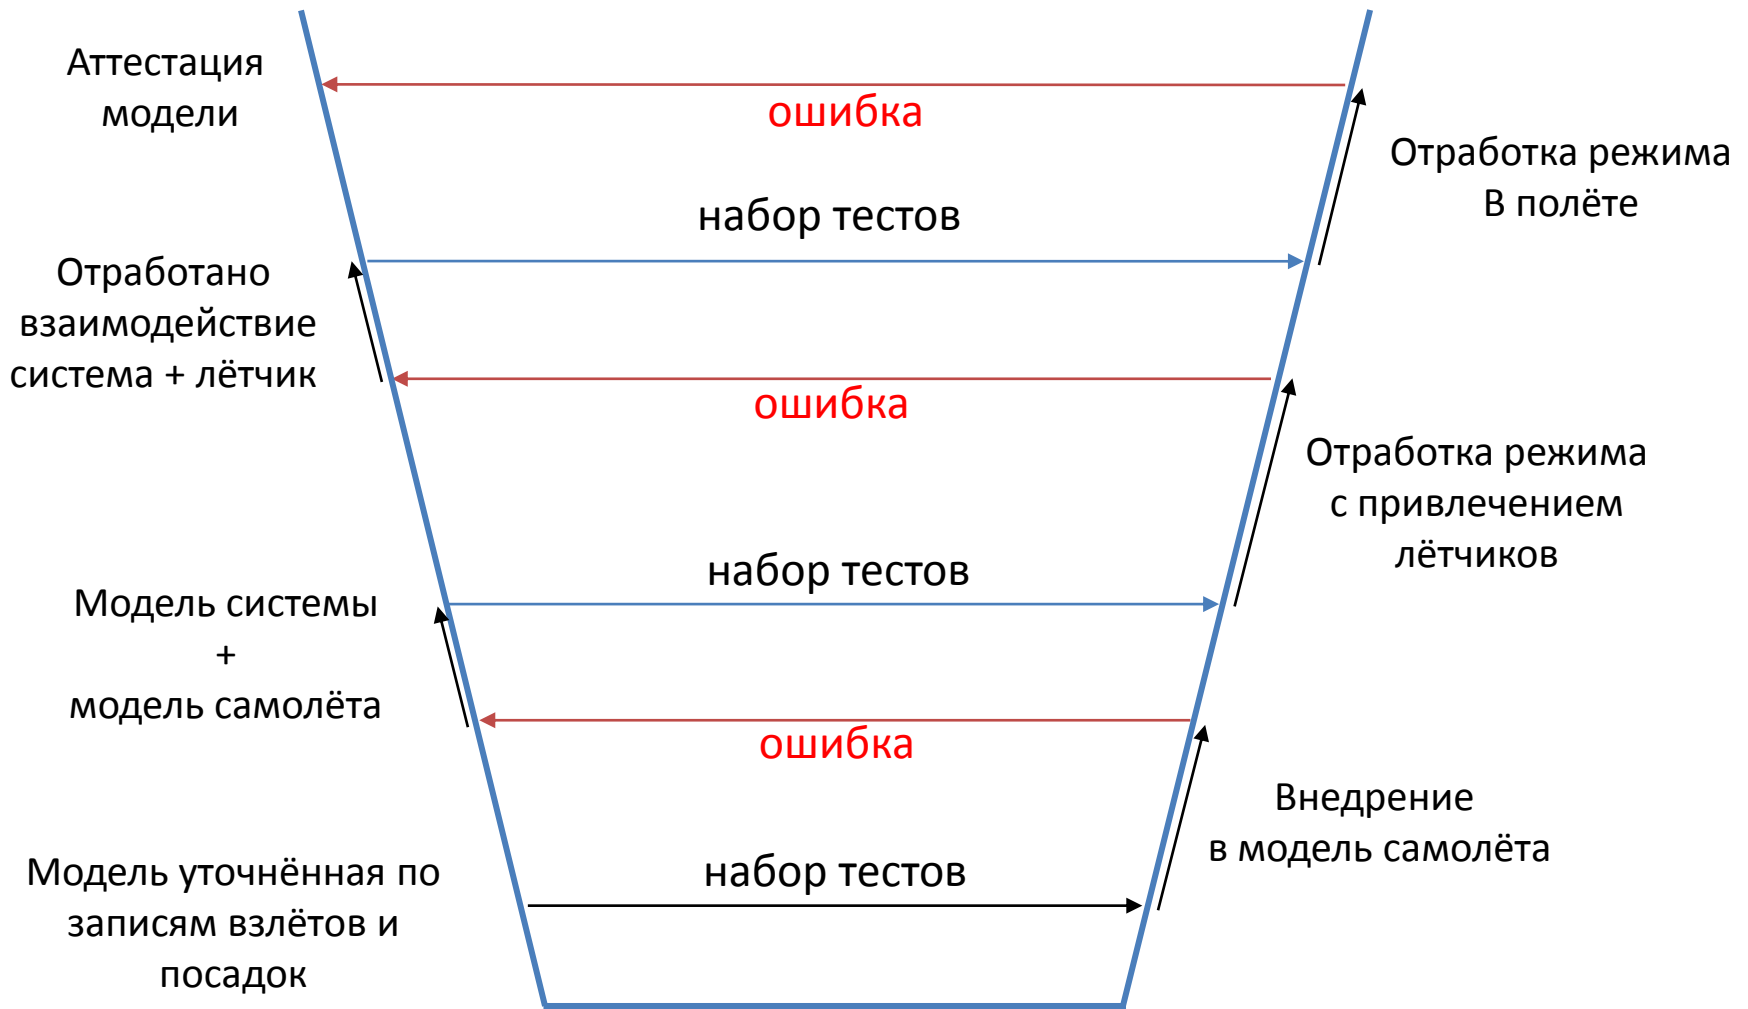 Аттестация
модели
ошибка
Отработка режима
В полёте
набор тестов
Отработано
взаимодействие
система + лётчик
ошибка
Отработка режима
с привлечением
лётчиков
набор тестов
Модель системы
+
модель самолёта
ошибка
Внедрение
в модель самолёта
набор тестов
Модель уточнённая по
записям взлётов и
посадок